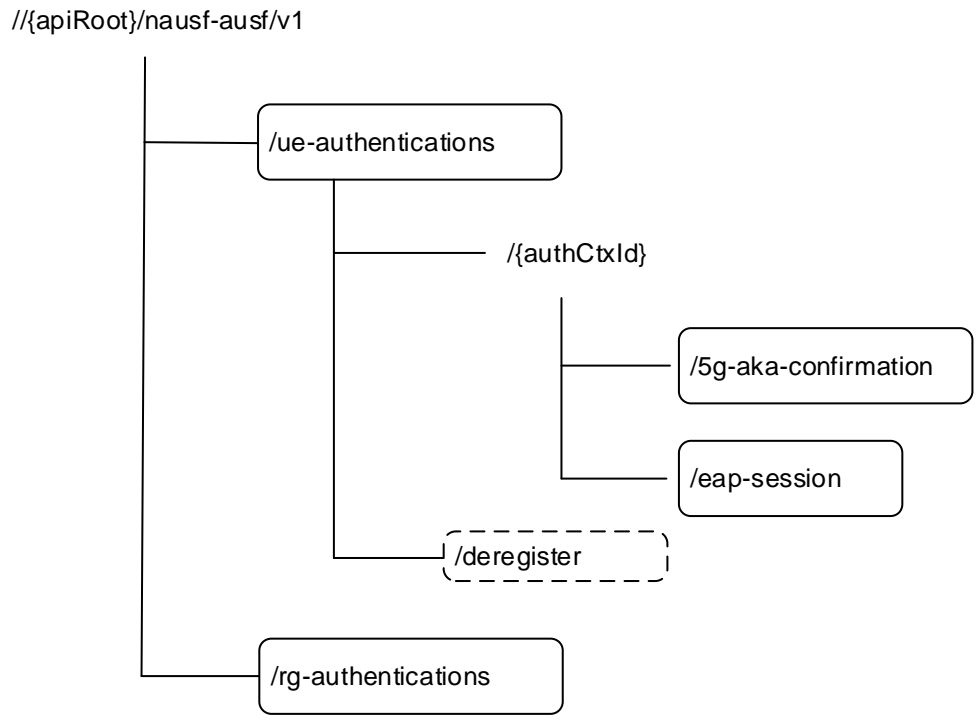 //{apiRoot}/nausf-ausf/v1
/ue-authentications
/{authCtxId}
/5g-aka-confirmation
/eap-session
/deregister
/rg-authentications